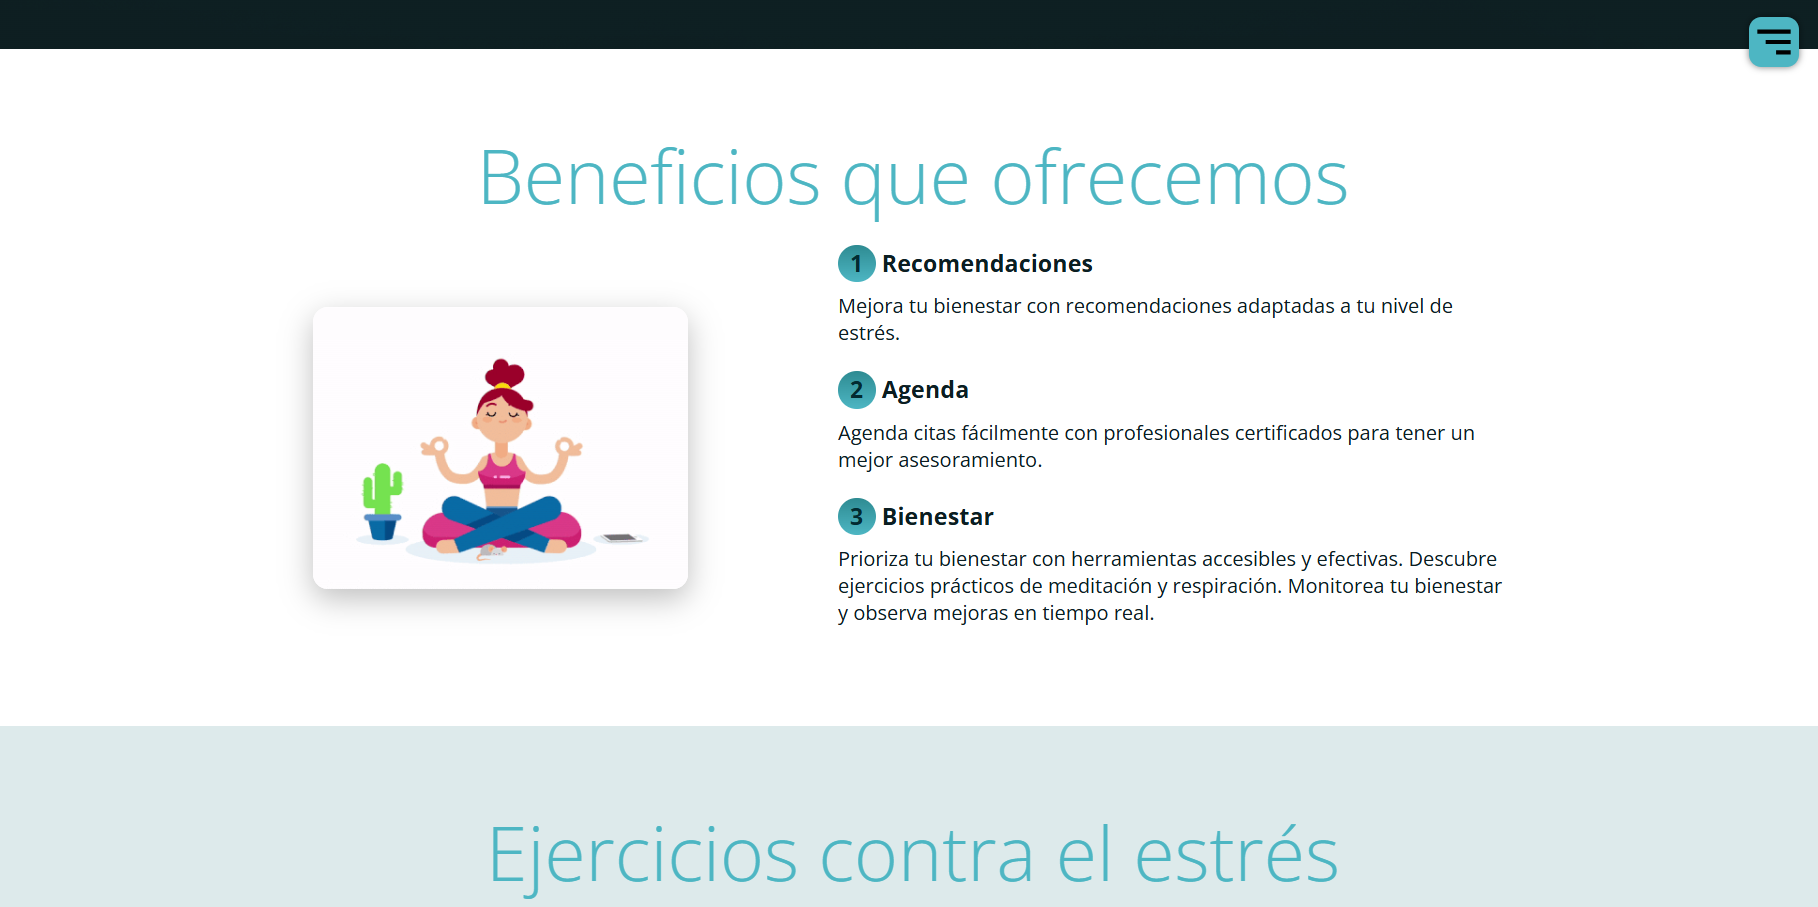 Beneficios que ofrecemos
1 Recomendaciones
Mejora tu bienestar con recomendaciones adaptadas a tu nivel de
estrés.
2 Agenda
Agenda citas fácilmente con profesionales certificados para tener un
mejor asesoramiento.
3 Bienestar
Prioriza tu bienestar con herramientas accesibles y efectivas. Descubre
ejercicios prácticos de meditación y respiración. Monitorea tu bienestar
y observa mejoras en tiempo real.
Ejercicios contra el estrés